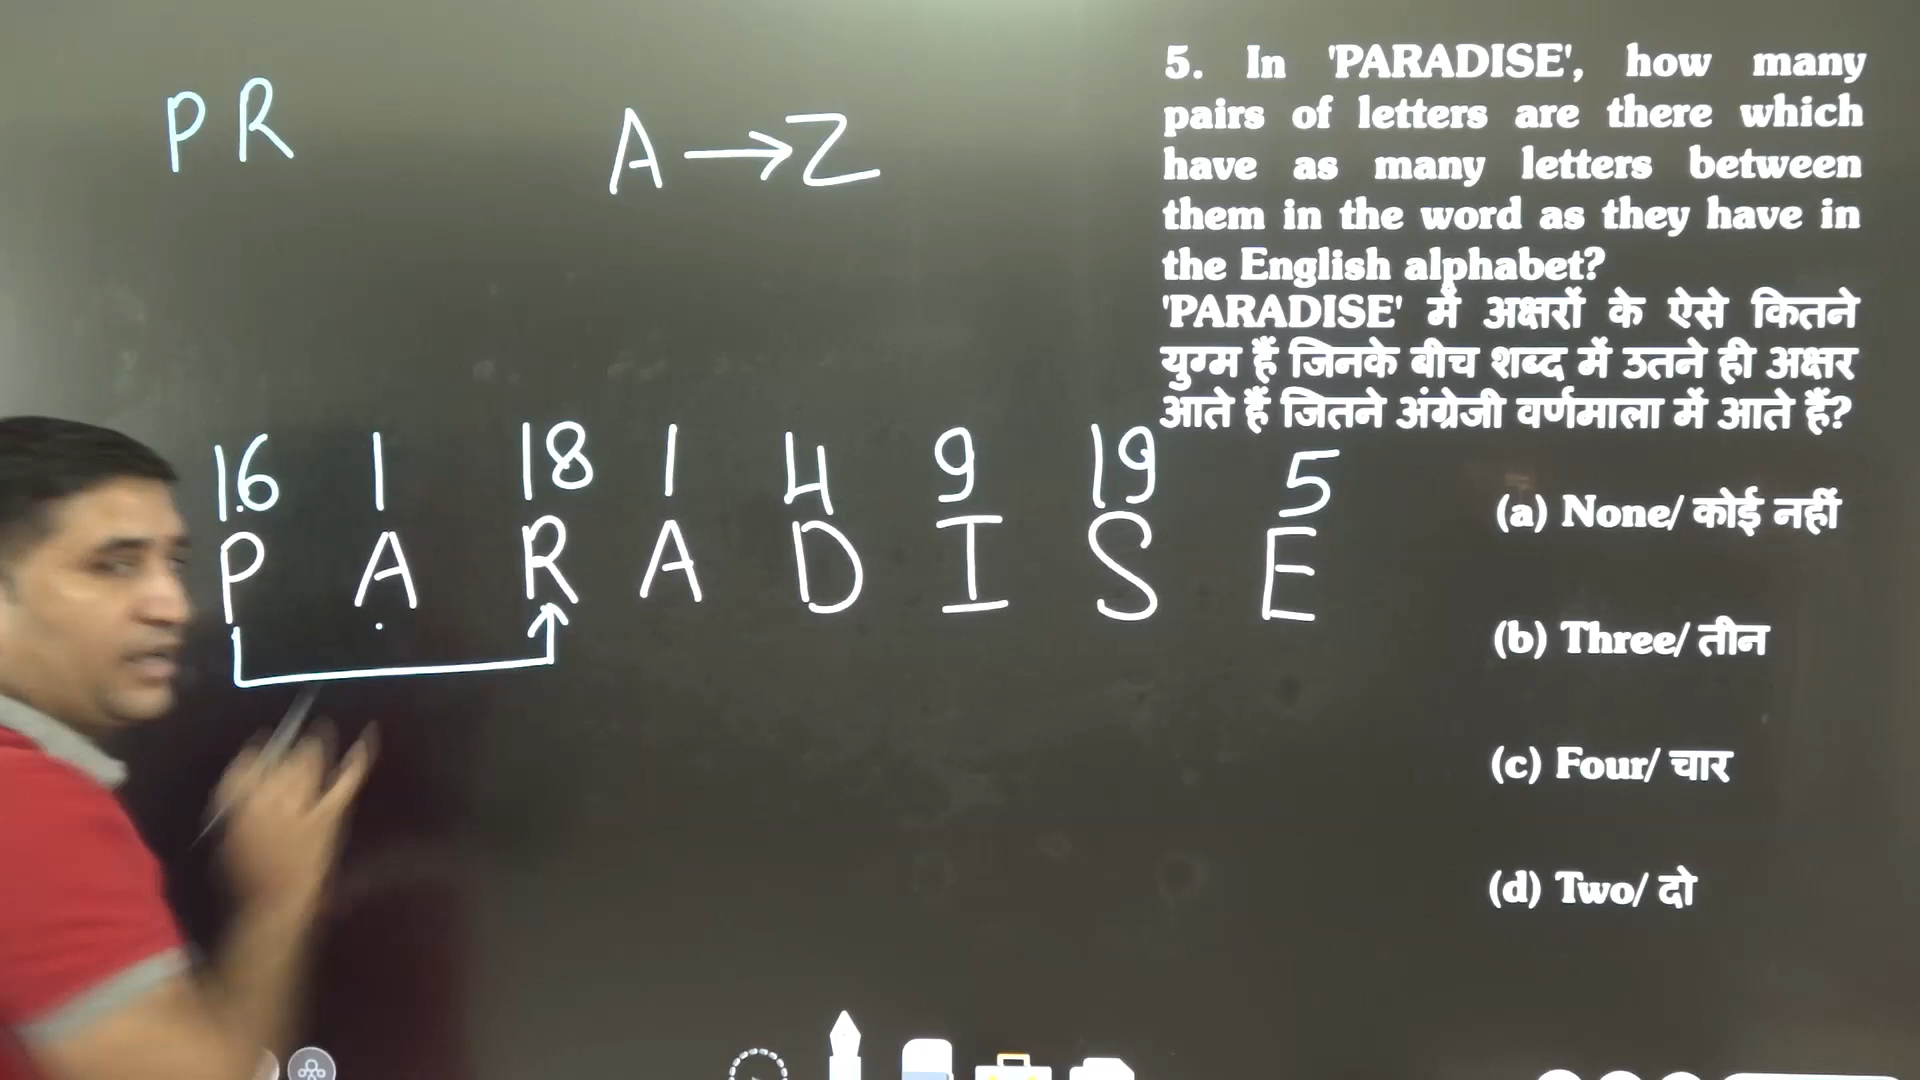 P R
A → Z
5. In 'PARADISE', how many
pairs of letters are there which
have as many letters between
them in the word as they have in
the English alphabet?
'PARADISE' में अक्षरों के ऐसे कितने
युग्म हैं जिनके बीच शब्द में उतने ही अक्षर
आते हैं जितने अंग्रेजी वर्णमाला में आते हैं?
16 1 18 1 4 9 19 5
P A R A D I S E
(a) None/ कोई नहीं
(b) Three/ तीन
(c) Four/ चार
(d) Two/ दो